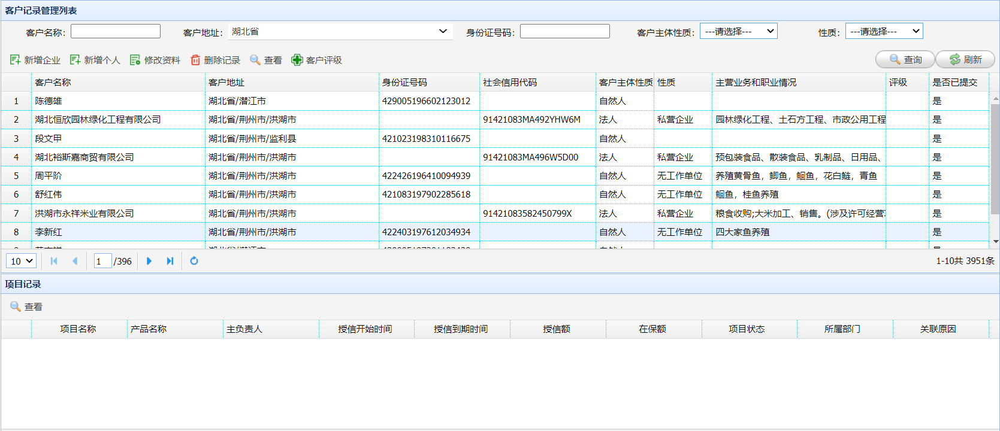 客户记录管理列表
客户名称： 客户地址： 湖北省 身份证号码： 客户主体性质： ---请选择--- 性质： ---请选择---
新增企业 新增个人 修改资料 删除记录 查看 客户评级 查询 刷新
客户名称 客户地址 身份证号码 社会信用代码 客户主体性质 性质 主营业务和职业情况 评级 是否已提交
1 陈德雄 湖北省/潜江市 429005196602123012 自然人 是
2 湖北恒欣园林绿化工程有限公司 湖北省/荆州市/洪湖市 91421083MA492YHW6M 法人 私营企业 园林绿化工程、土石方工程、市政公用工程 是
3 段文甲 湖北省/荆州市/监利县 421023198310116675 自然人 是
4 湖北裕斯嘉商贸有限公司 湖北省/荆州市/洪湖市 91421083MA496W5D00 法人 私营企业 预包装食品、散装食品、乳制品、日用品、 是
5 周平阶 湖北省/荆州市/洪湖市 422426196410094939 自然人 无工作单位 养殖黄骨鱼，鲫鱼，鮰鱼，花白鲢，青鱼 是
6 舒红伟 湖北省/荆州市/洪湖市 421083197902285618 自然人 无工作单位 鮰鱼，桂鱼养殖 是
7 洪湖市永祥米业有限公司 湖北省/荆州市/洪湖市 91421083582450799X 法人 私营企业 粮食收购;大米加工、销售。(涉及许可经营 是
8 李新红 湖北省/荆州市/洪湖市 422403197612034934 自然人 无工作单位 四大家鱼养殖 是
10 1 /396 1-10共 3951条
项目记录
查看
项目名称 产品名称 主负责人 授信开始时间 授信到期时间 授信额 在保额 项目状态 所属部门 关联原因